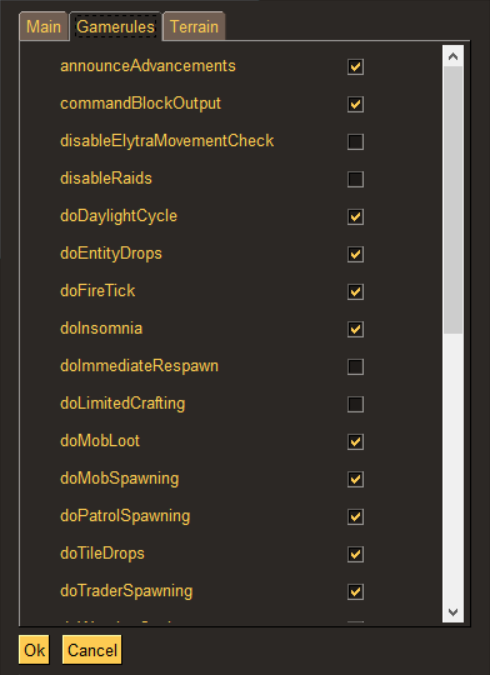 Main Gamerules Terrain
announceAdvancements
commandBlockOutput
disableElytraMovementCheck
disableRaids
doDaylightCycle
doEntityDrops
doFireTick
doInsomnia
doImmediateRespawn
doLimitedCrafting
doMobLoot
doMobSpawning
doPatrolSpawning
doTileDrops
doTraderSpawning
Ok Cancel